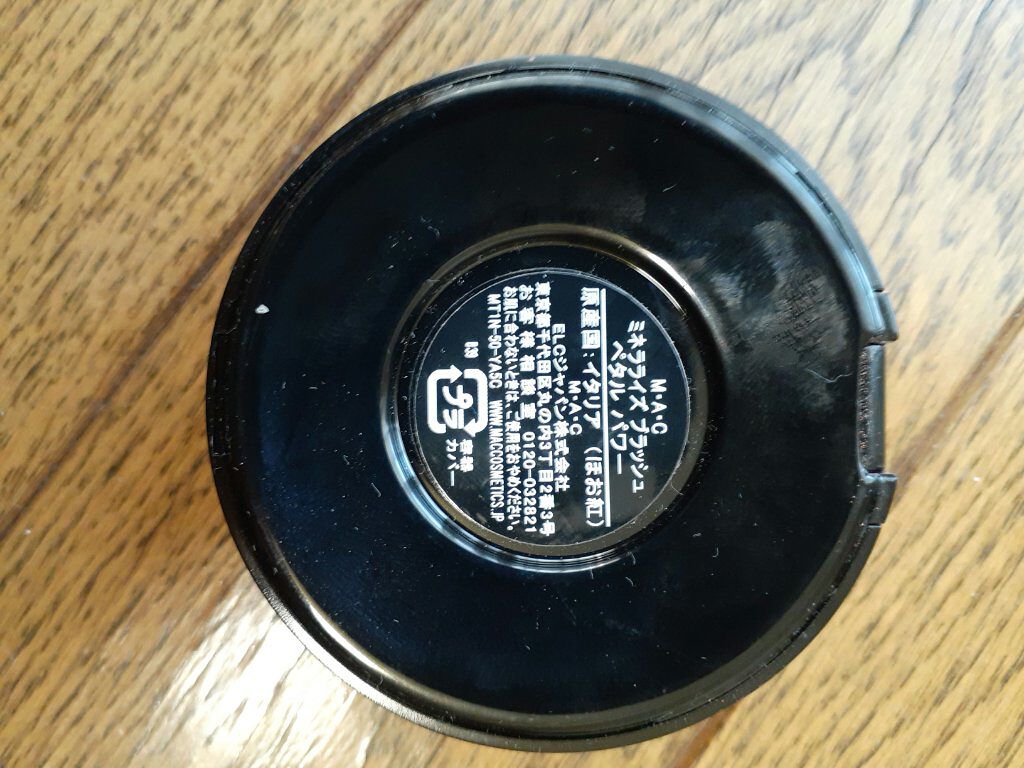 M・A・C
ミネラライズ ブラッシュ
ペタル パワー
原産国:イタリア (ほお紅)
M・A・C
ELCジャパン株式会社
東京都千代田区丸の内3丁目2番3号
お客様相談室 0120-032821
お肌に合わないときは、ご使用をおやめください。
MT1N-50-YA5C WWW.MACCOSMETICS.JP
プラ
容器
カバー